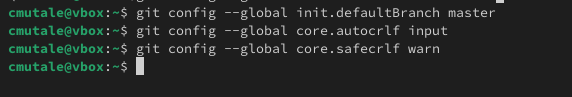 cmutale@vbox:~$ git config --global init.defaultBranch master
cmutale@vbox:~$ git config --global core.autocrlf input
cmutale@vbox:~$ git config --global core.safecrlf warn
cmutale@vbox:~$